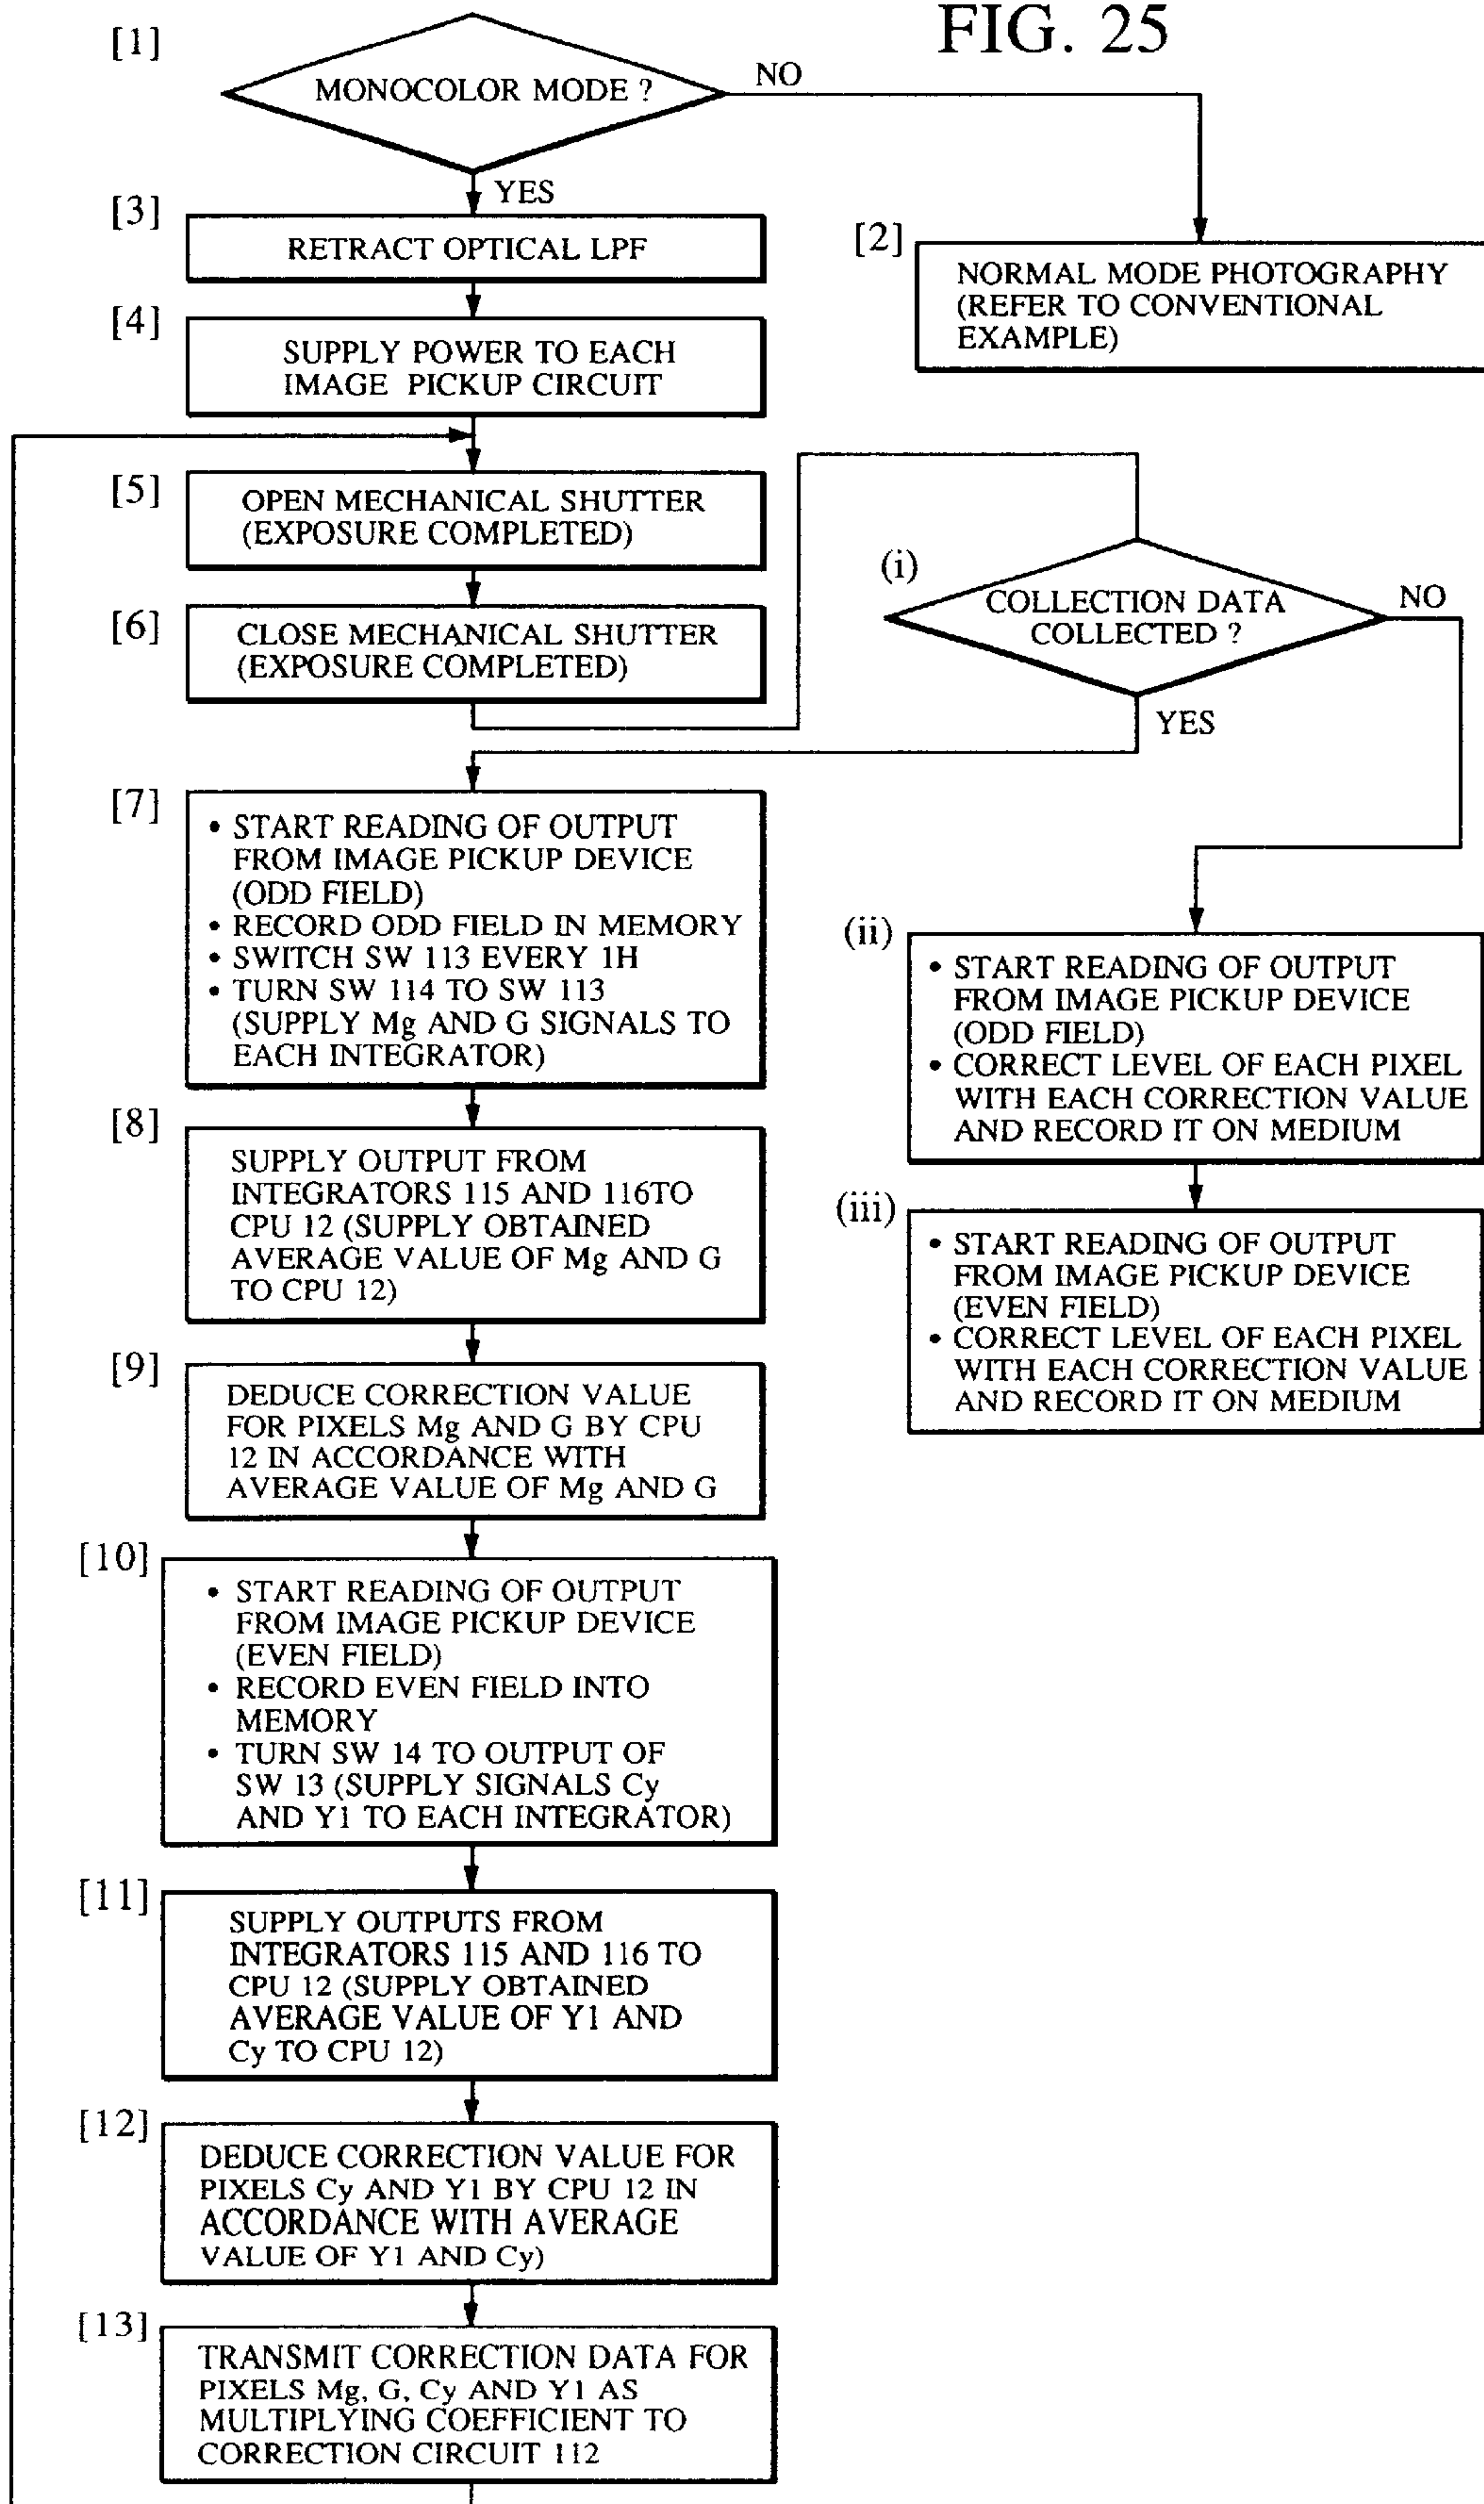 FIG. 25
[1]
MONOCOLOR MODE ?
NO
YES
[2]
NORMAL MODE PHOTOGRAPHY
(REFER TO CONVENTIONAL
EXAMPLE)
[3]
RETRACT OPTICAL LPF
[4]
SUPPLY POWER TO EACH
IMAGE PICKUP CIRCUIT
[5]
OPEN MECHANICAL SHUTTER
(EXPOSURE COMPLETED)
[6]
CLOSE MECHANICAL SHUTTER
(EXPOSURE COMPLETED)
(i)
COLLECTION DATA
COLLECTED ?
NO
YES
[7]
• START READING OF OUTPUT
FROM IMAGE PICKUP DEVICE
(ODD FIELD)
• RECORD ODD FIELD IN MEMORY
• SWITCH SW 113 EVERY 1H
• TURN SW 114 TO SW 113
(SUPPLY Mg AND G SIGNALS TO
EACH INTEGRATOR)
(ii)
• START READING OF OUTPUT
FROM IMAGE PICKUP DEVICE
(ODD FIELD)
• CORRECT LEVEL OF EACH PIXEL
WITH EACH CORRECTION VALUE
AND RECORD IT ON MEDIUM
[8]
SUPPLY OUTPUT FROM
INTEGRATORS 115 AND 116TO
CPU 12 (SUPPLY OBTAINED
AVERAGE VALUE OF Mg AND G
TO CPU 12)
(iii)
• START READING OF OUTPUT
FROM IMAGE PICKUP DEVICE
(EVEN FIELD)
• CORRECT LEVEL OF EACH PIXEL
WITH EACH CORRECTION VALUE
AND RECORD IT ON MEDIUM
[9]
DEDUCE CORRECTION VALUE
FOR PIXELS Mg AND G BY CPU
12 IN ACCORDANCE WITH
AVERAGE VALUE OF Mg AND G
[10]
• START READING OF OUTPUT
FROM IMAGE PICKUP DEVICE
(EVEN FIELD)
• RECORD EVEN FIELD INTO
MEMORY
• TURN SW 14 TO OUTPUT OF
SW 13 (SUPPLY SIGNALS Cy
AND Y1 TO EACH INTEGRATOR)
[11]
SUPPLY OUTPUTS FROM
INTEGRATORS 115 AND 116 TO
CPU 12 (SUPPLY OBTAINED
AVERAGE VALUE OF Y1 AND
Cy TO CPU 12)
[12]
DEDUCE CORRECTION VALUE FOR
PIXELS Cy AND Y1 BY CPU 12 IN
ACCORDANCE WITH AVERAGE
VALUE OF Y1 AND Cy)
[13]
TRANSMIT CORRECTION DATA FOR
PIXELS Mg, G, Cy AND Y1 AS
MULTIPLYING COEFFICIENT TO
CORRECTION CIRCUIT 112